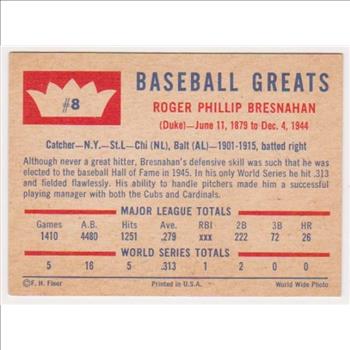 #8
BASEBALL GREATS
ROGER PHILLIP BRESNAHAN
(Duke)—June 11, 1879 to Dec. 4, 1944
Catcher—N.Y.—St.L—Chi (NL), Balt (AL)—1901-1915, batted right
Although never a great hitter, Bresnahan's defensive skill was such that he
was elected to the baseball Hall of Fame in 1945. In his only World Series he hit .313
and fielded flawlessly. His ability to handle pitchers made him a successful
playing manager with both the Cubs and Cardinals.
MAJOR LEAGUE TOTALS
Games A.B. Hits Ave. RBI 2B 3B HR
1410 4480 1251 .279 xxx 222 72 26
WORLD SERIES TOTALS
5 16 5 .313 1 2 0 0
©F. H. Fleer Printed in U.S.A. World Wide Photo